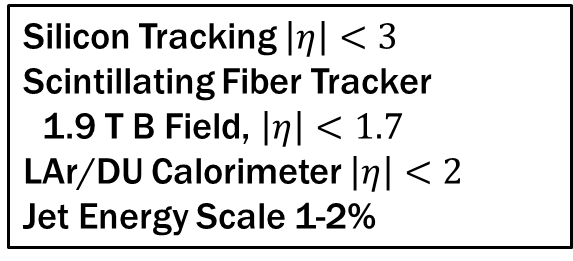 Silicon Tracking |η| < 3
Scintillating Fiber Tracker
1.9 T B Field, |η| < 1.7
LAr/DU Calorimeter |η| < 2
Jet Energy Scale 1-2%